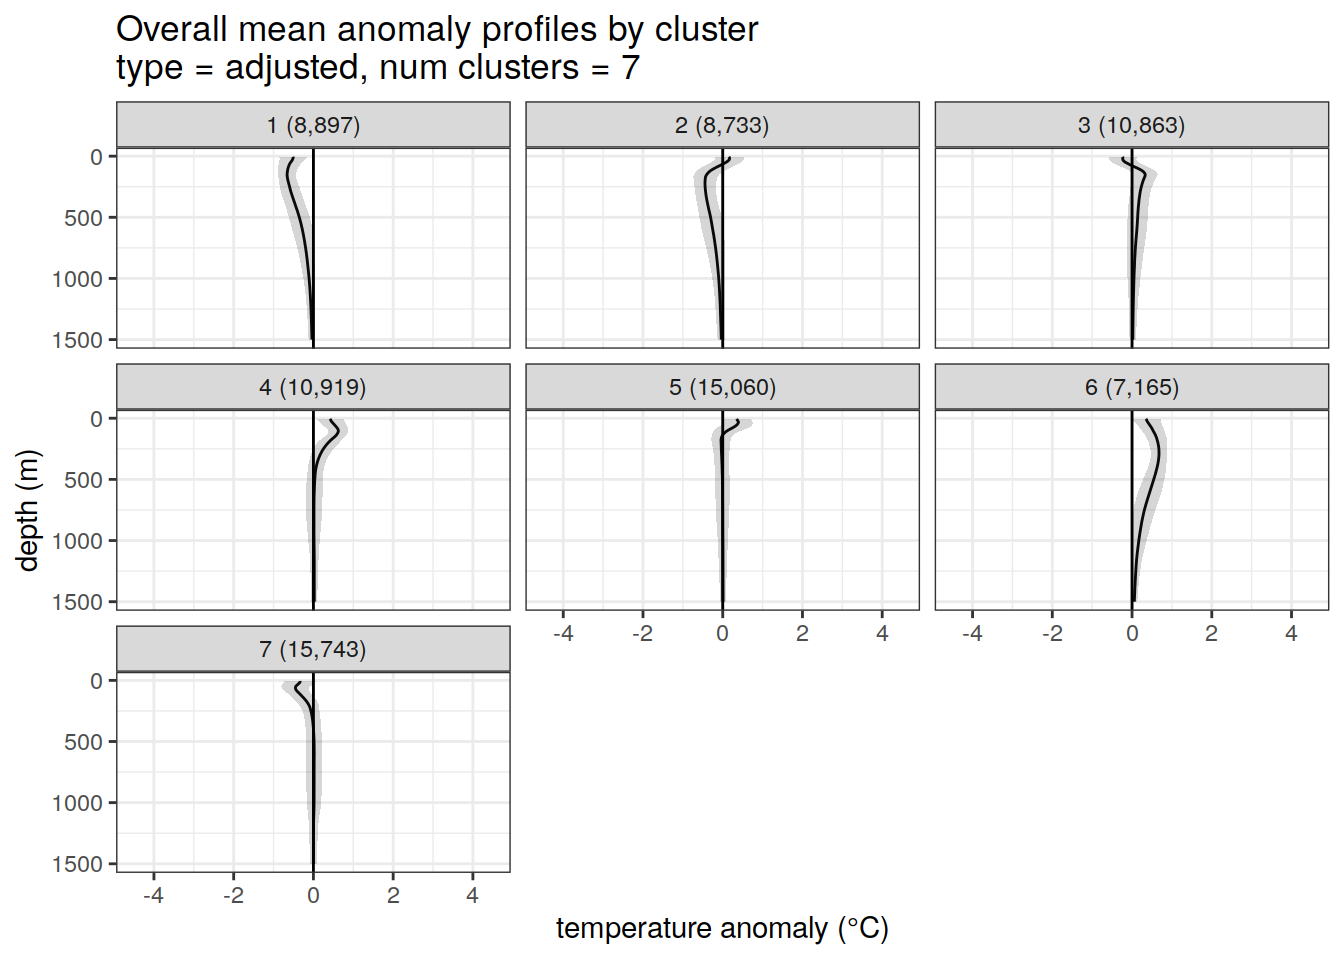 Overall mean anomaly profiles by cluster
type = adjusted, num clusters = 7
1 (8,897)
2 (8,733)
3 (10,863)
0
500
1000
1500
4 (10,919)
5 (15,060)
6 (7,165)
0
500
1000
1500
depth (m)
-4 -2 0 2 4
-4 -2 0 2 4
7 (15,743)
0
500
1000
1500
-4 -2 0 2 4
temperature anomaly (°C)